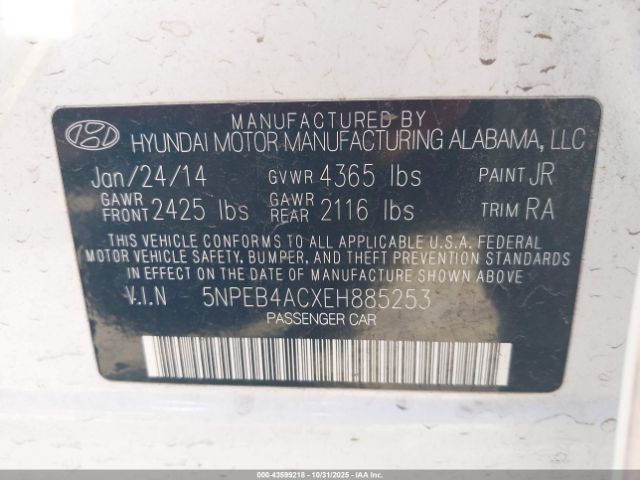 MANUFACTURED BY
HYUNDAI MOTOR MANUFACTURING ALABAMA, LLC
Jan/24/14 GVWR 4365 lbs PAINT JR
GAWR FRONT 2425 lbs GAWR REAR 2116 lbs TRIM RA
THIS VEHICLE CONFORMS TO ALL APPLICABLE U.S.A. FEDERAL
MOTOR VEHICLE SAFETY, BUMPER, AND THEFT PREVENTION STANDARDS
IN EFFECT ON THE DATE OF MANUFACTURE SHOWN ABOVE.
V.I.N 5NPEB4ACXEH885253
PASSENGER CAR
000-43599218 - 10/31/2025 - IAAI.COM